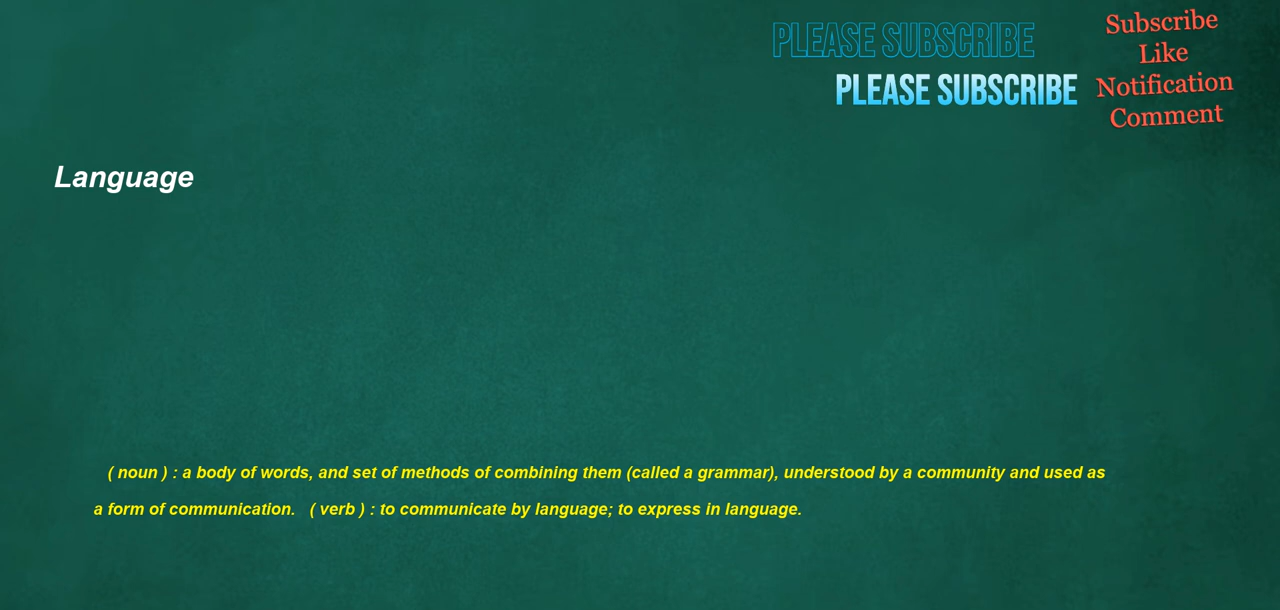 PLEASE SUBSCRIBE
PLEASE SUBSCRIBE
Subscribe
Like
Notification
Comment
Language
( noun ) : a body of words, and set of methods of combining them (called a grammar), understood by a community and used as
a form of communication. ( verb ) : to communicate by language; to express in language.